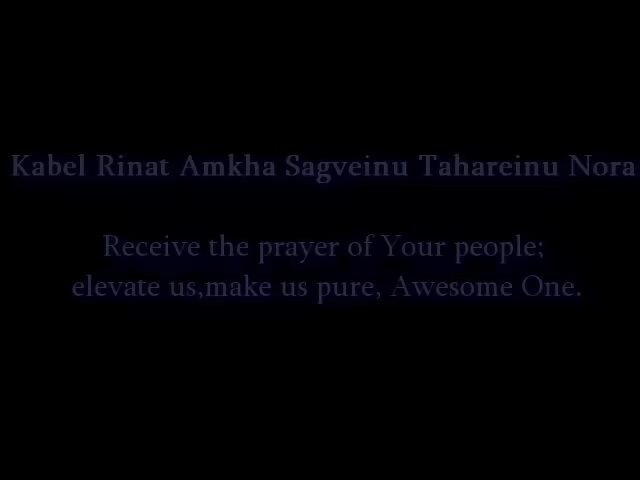 Kabel Rinat Amkha Sagveinu Tahareinu Nora
Receive the prayer of Your people;
elevate us,make us pure, Awesome One.